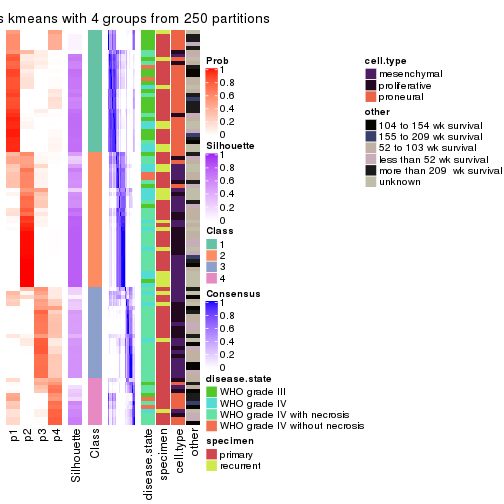 s kmeans with 4 groups from 250 partitions
Prob
1
0.8
0.6
0.4
0.2
0
Silhouette
1
0.8
0.6
0.4
0.2
0
Class
1
2
3
4
Consensus
1
0.8
0.6
0.4
0.2
0
disease.state
WHO grade III
WHO grade IV
WHO grade IV with necrosis
WHO grade IV without necrosis
specimen
primary
recurrent
cell.type
mesenchymal
proliferative
proneural
other
104 to 154 wk survival
155 to 209 wk survival
52 to 103 wk survival
less than 52 wk survival
more than 209 wk survival
unknown
p1
p2
p3
p4
Silhouette
Class
disease.state
specimen
cell.type
other